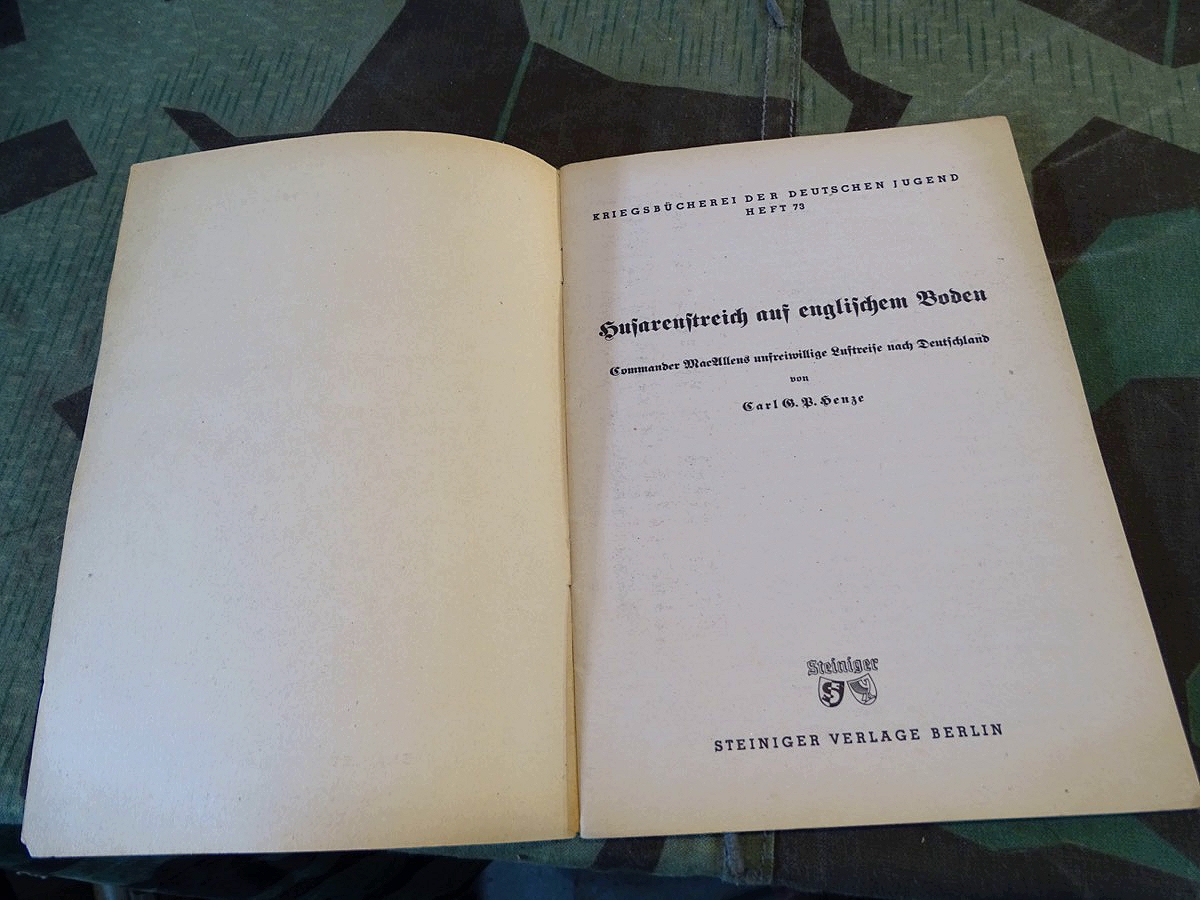 KRIEGSBÜCHEREI DER DEUTSCHEN JUGEND
HEFT 73
Husarenstreich auf englischem Boden
Commander MacAllens unfreiwillige Luftreise nach Deutschland
von
Carl G. P. Henze
Steiniger
STEINIGER VERLAGE BERLIN